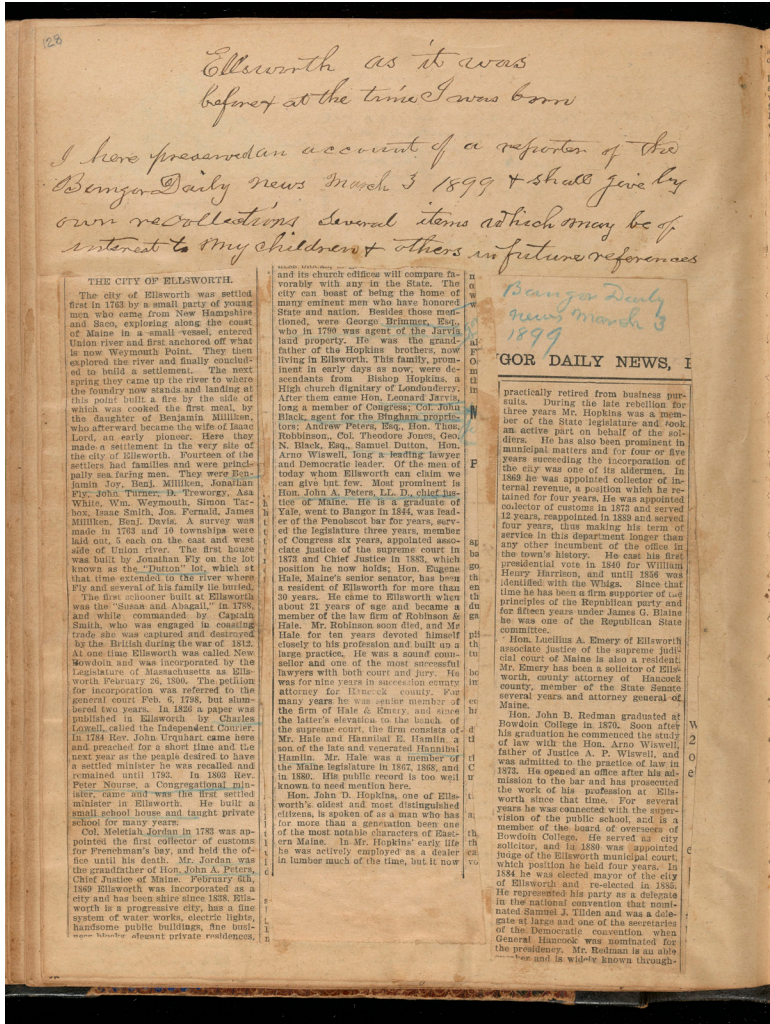 128
Ellsworth as it was
before & at the time I was born
I here preserved an account of a reporter of the
Bangor Daily News March 3 1899 & shall give by
own recollections several items which may be of
interest to my children & others in future references
THE CITY OF ELLSWORTH.
The city of Ellsworth was settled
first in 1763 by a small party of young
men who came from New Hampshire
and Saco, exploring along the coast
of Maine in a small vessel, entered
Union river and first anchored off what
is now Weymouth Point. They then
explored the river and finally conclud-
ed to build a settlement. The next
spring they came up the river to where
the foundry now stands and landing at
this point built a fire by the side of
which was cooked the first meal, by
the daughter of Benjamin Milliken,
who afterward became the wife of Isaac
Lord, an early pioneer. Here they
made a settlement in the very site of
the city of Ellsworth. Fourteen of the
settlers had families and were princi-
pally sea faring men. They were Ben-
jamin Joy, Benj. Milliken, Jonathan
Fly, John Turner, D. Treworgy, Asa
White, Wm. Weymouth, Simon Tar-
box, Isaac Smith, Jos. Fernald, James
Milliken, Benj. Davis. A survey was
made in 1763 and 10 townships were
laid out, 5 each on the east and west
side of Union river. The first house
was built by Jonathan Fly on the lot
known as the "Dutton" lot, which at
that time extended to the river where
Fly and several of his family lie burried.
The first schooner built at Ellsworth
was the "Susan and Abagail," in 1788,
and while commanded by Captain
Smith, who was engaged in coasting
trade she was captured and destroyed
by the British during the war of 1812.
At one time Ellsworth was called New
Bowdoin and was incorporated by the
Legislature of Massachusetts as Ells-
worth February 26, 1800. The petition
for incorporation was referred to the
general court Feb. 6, 1798, but slum-
bered two years. In 1826 a paper was
published in Ellsworth by Charles
Lowell, called the Independent Courier.
In 1784 Rev. John Urquhart came here
and preached for a short time and the
next year as the people desired to have
a settled minister he was recalled and
remained until 1793. In 1803 Rev.
Peter Nourse, a Congregational min-
ister, came and was the first settled
minister in Ellsworth. He built a
small school house and taught private
school for many years.
Col. Meletiah Jordan in 1783 was ap-
pointed the first collector of customs
for Frenchman's bay, and held the of-
fice until his death. Mr. Jordan was
the grandfather of Hon. John A. Peters,
Chief Justice of Maine. February 6th,
1869 Ellsworth was incorporated as a
city and has been shire since 1838. Ells-
worth is a progressive city, has a fine
system of water works, electric lights,
handsome public buildings, fine busi-
ness blocks, elegant private residences,
and its church edifices will compare fa-
vorably with any in the State. The
city can boast of being the home of
many eminent men who have honored
State and nation. Besides those men-
tioned, were George Brimmer, Esq.,
who in 1790 was agent of the Jarvis
land property. He was the grand-
father of the Hopkins brothers, now
living in Ellsworth. This family, prom-
inent in early days as now, were de-
scendants from Bishop Hopkins, a
High church dignitary of Londonderry.
After them came Hon. Leonard Jarvis,
long a member of Congress; Col. John
Black, agent for the Bingham proprie-
tors; Andrew Peters, Esq., Hon. Thos.
Robbinson., Col. Theodore Jones, Geo.
N. Black, Esq., Samuel Dutton, Hon.
Arno Wiswell, long a leading lawyer
and Democratic leader. Of the men of
today whom Ellsworth can claim we
can give but few. Most prominent is
Hon. John A. Peters, LL. D., chief jus-
tice of Maine. He is a graduate of
Yale, went to Bangor in 1844, was lead-
er of the Penobscot bar for years, serv-
ed the legislature three years, member
of Congress six years, appointed asso-
ciate justice of the supreme court in
1873 and Chief Justice in 1883, which
position he now holds; Hon. Eugene
Hale, Maine's senior senator, has been
a resident of Ellsworth for more than
30 years. He came to Ellsworth when
about 21 years of age and became a
member of the law firm of Robinson &
Hale. Mr. Robinson soon died, and Mr
Hale for ten years devoted himself
closely to his profession and built up a
large practice. He was a sound coun-
sellor and one of the most successful
lawyers with both court and jury. He
was for nine years in succession county
attorney for Hancock county. For
many years he was senior member of
the firm of Hale & Emery, and since
the latter's elevation to the bench of
the supreme court, the firm consists of
Mr. Hale and Hannibal E. Hamlin, a
son of the late and venerated Hannibal
Hamlin. Mr. Hale was a member of
the Maine legislature in 1867, 1868, and
in 1880. His public record is too well
known to need mention here.
Hon. John D. Hopkins, one of Ells-
worth's oldest and most distinguished
citizens, is spoken of as a man who has
for more than a generation been one
of the most notable characters of East-
ern Maine. In Mr. Hopkins' early life
he was actively employed as a dealer
in lumber much of the time, but it now
Bangor Daily
News March 3
1899
GOR DAILY NEWS,
practically retired from business pur-
suits. During the late rebellion for
three years Mr. Hopkins was a mem-
ber of the State legislature and took
an active part on behalf of the sol-
diers. He has also been prominent in
municipal matters and for four or five
years succeeding the incorporation of
the city was one of its aldermen. In
1869 he was appointed collector of in-
ternal revenue, a position which he re-
tained for four years. He was appointed
collector of customs in 1873 and served
12 years, reappointed in 1889 and served
four years, thus making his term of
service in this department longer than
any other incumbent of the office in
the town's history. He cast his first
presidential vote in 1840 for William
Henry Harrison, and until 1856 was
identified with the Whigs. Since that
time he has been a firm supporter of the
principles of the Republican party and
for fifteen years under James G. Blaine
he was one of the Republican State
committee.
Hon. Lucilius A. Emery of Ellsworth
associate justice of the supreme judi-
cial court of Maine is also a resident.
Mr. Emery has been a solicitor of Ells-
worth, county attorney of Hancock
county, member of the State Senate
several years and attorney general of
Maine.
Hon. John B. Redman graduated at
Bowdoin College in 1870. Soon after
his graduation he commenced the study
of law with the Hon. Arno Wiswell,
father of Justice A. P. Wiswell, and
was admitted to the practice of law in
1873. He opened an office after his ad-
mission to the bar and has prosecuted
the work of his profession at Ells-
worth since that time. For several
years he was connected with the super-
vision of the public school, and is a
member of the board of overseers of
Bowdoin College. He served as city
solicitor, and in 1880 was appointed
judge of the Ellsworth municipal court,
which position he held four years. In
1884 he was elected mayor of the city
of Ellsworth and re-elected in 1885.
He represented his party as a delegate
in the national convention that nomi-
nated Samuel J. Tilden and was a dele-
gate at large and one of the secretaries
of the Democratic convention when
General Hancock was nominated for
the presidency. Mr. Redman is an able
and is widely known through-